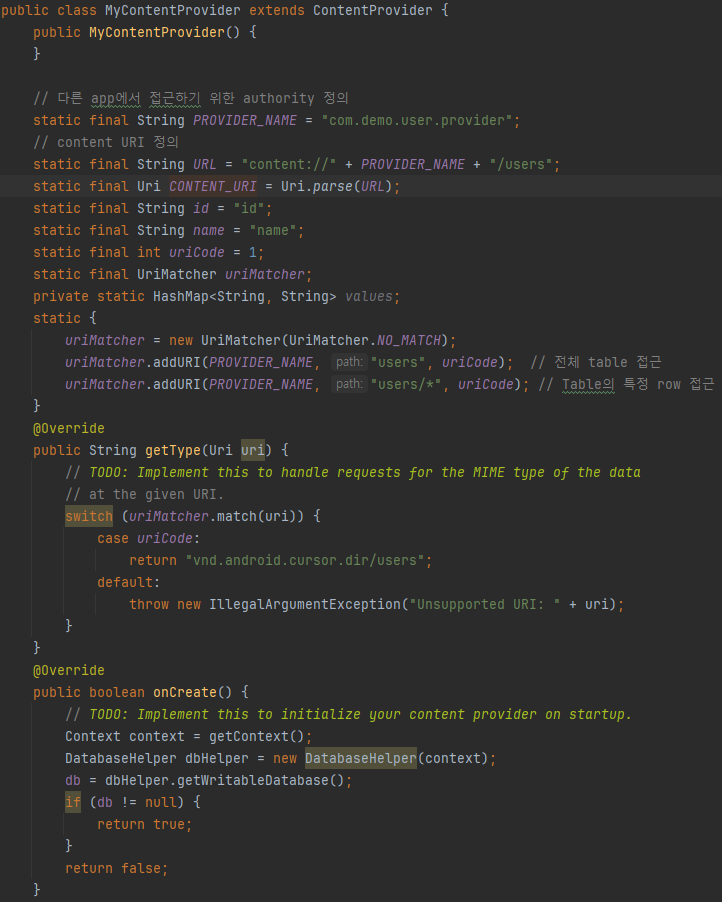 public class MyContentProvider extends ContentProvider {
    public MyContentProvider() {
    }

    // 다른 app에서 접근하기 위한 authority 정의
    static final String PROVIDER_NAME = "com.demo.user.provider";
    // content URI 정의
    static final String URL = "content://" + PROVIDER_NAME + "/users";
    static final Uri CONTENT_URI = Uri.parse(URL);
    static final String id = "id";
    static final String name = "name";
    static final int uriCode = 1;
    static final UriMatcher uriMatcher;
    private static HashMap<String, String> values;
    static {
        uriMatcher = new UriMatcher(UriMatcher.NO_MATCH);
        uriMatcher.addURI(PROVIDER_NAME, path: "users", uriCode);  // 전체 table 접근
        uriMatcher.addURI(PROVIDER_NAME, path: "users/*", uriCode); // Table의 특정 row 접근
    }
    @Override
    public String getType(Uri uri) {
        // TODO: Implement this to handle requests for the MIME type of the data
        // at the given URI.
        switch (uriMatcher.match(uri)) {
            case uriCode:
                return "vnd.android.cursor.dir/users";
            default:
                throw new IllegalArgumentException("Unsupported URI: " + uri);
        }
    }
    @Override
    public boolean onCreate() {
        // TODO: Implement this to initialize your content provider on startup.
        Context context = getContext();
        DatabaseHelper dbHelper = new DatabaseHelper(context);
        db = dbHelper.getWritableDatabase();
        if (db != null) {
            return true;
        }
        return false;
    }